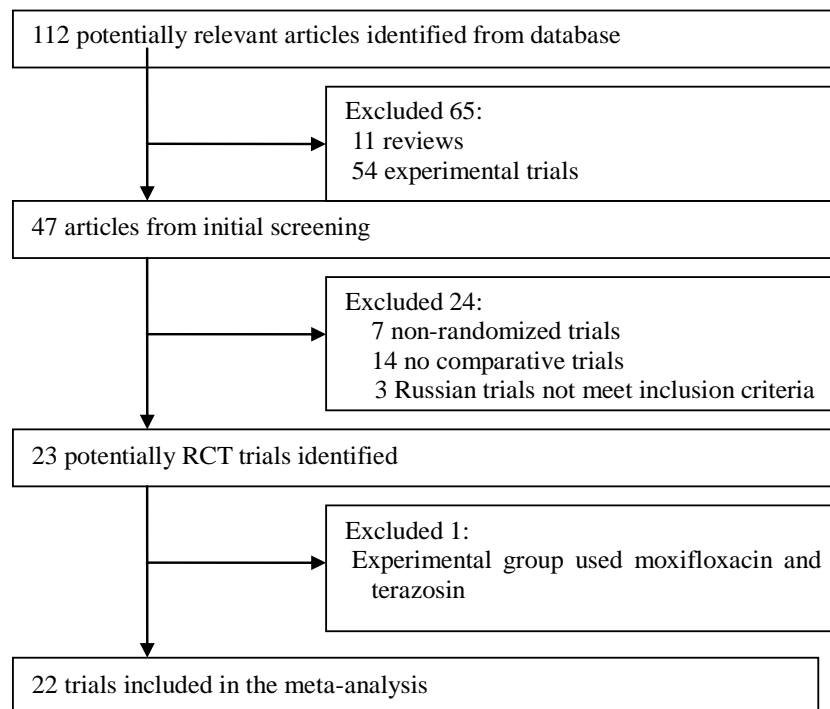 112 potentially relevant articles identified from database
Excluded 65:
11 reviews
54 experimental trials
47 articles from initial screening
Excluded 24:
7 non-randomized trials
14 no comparative trials
3 Russian trials not meet inclusion criteria
23 potentially RCT trials identified
Excluded 1:
Experimental group used moxifloxacin and
terazosin
22 trials included in the meta-analysis